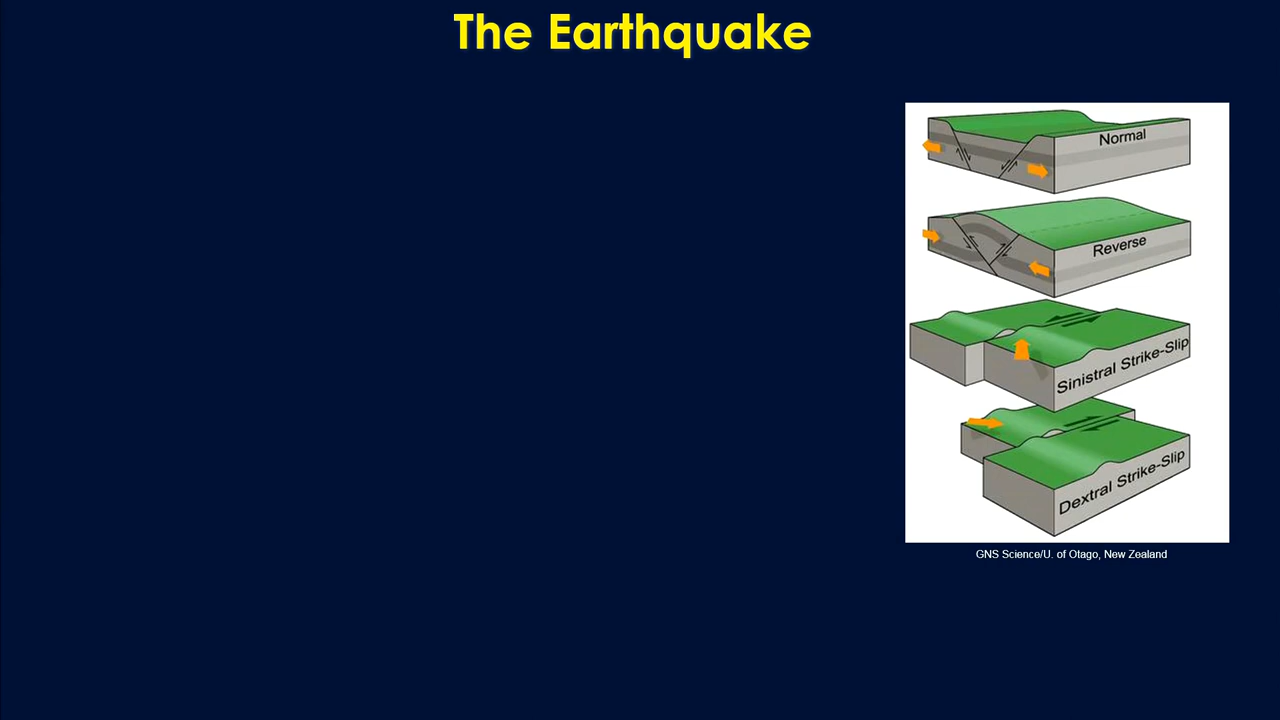 The Earthquake
Normal
Reverse
Sinistral Strike-Slip
Dextral Strike-Slip
GNS Science/U. of Otago, New Zealand